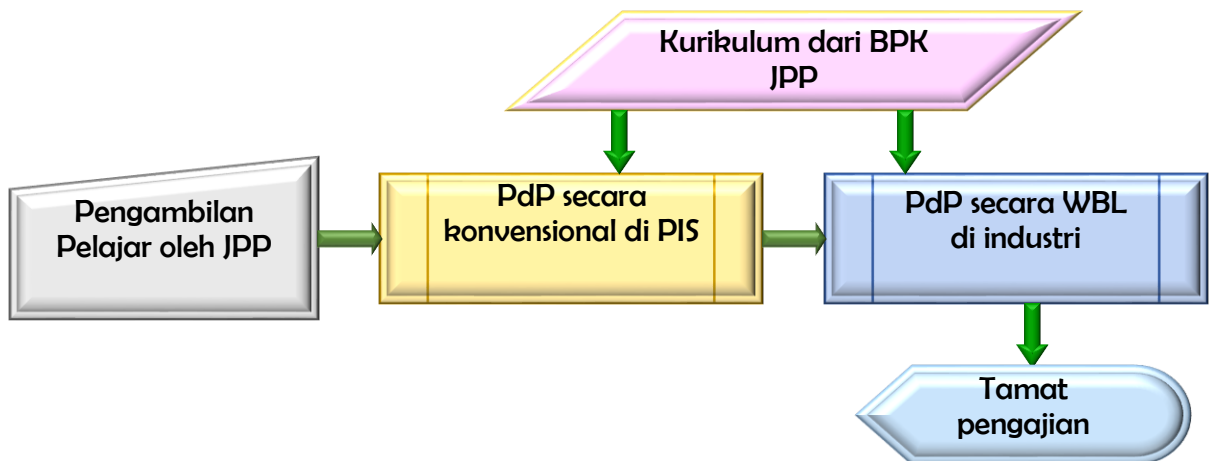 Kurikulum dari BPK
JPP
Pengambilan
Pelajar oleh JPP
PdP secara
konvensional di PIS
PdP secara WBL
di industri
Tamat
pengajian